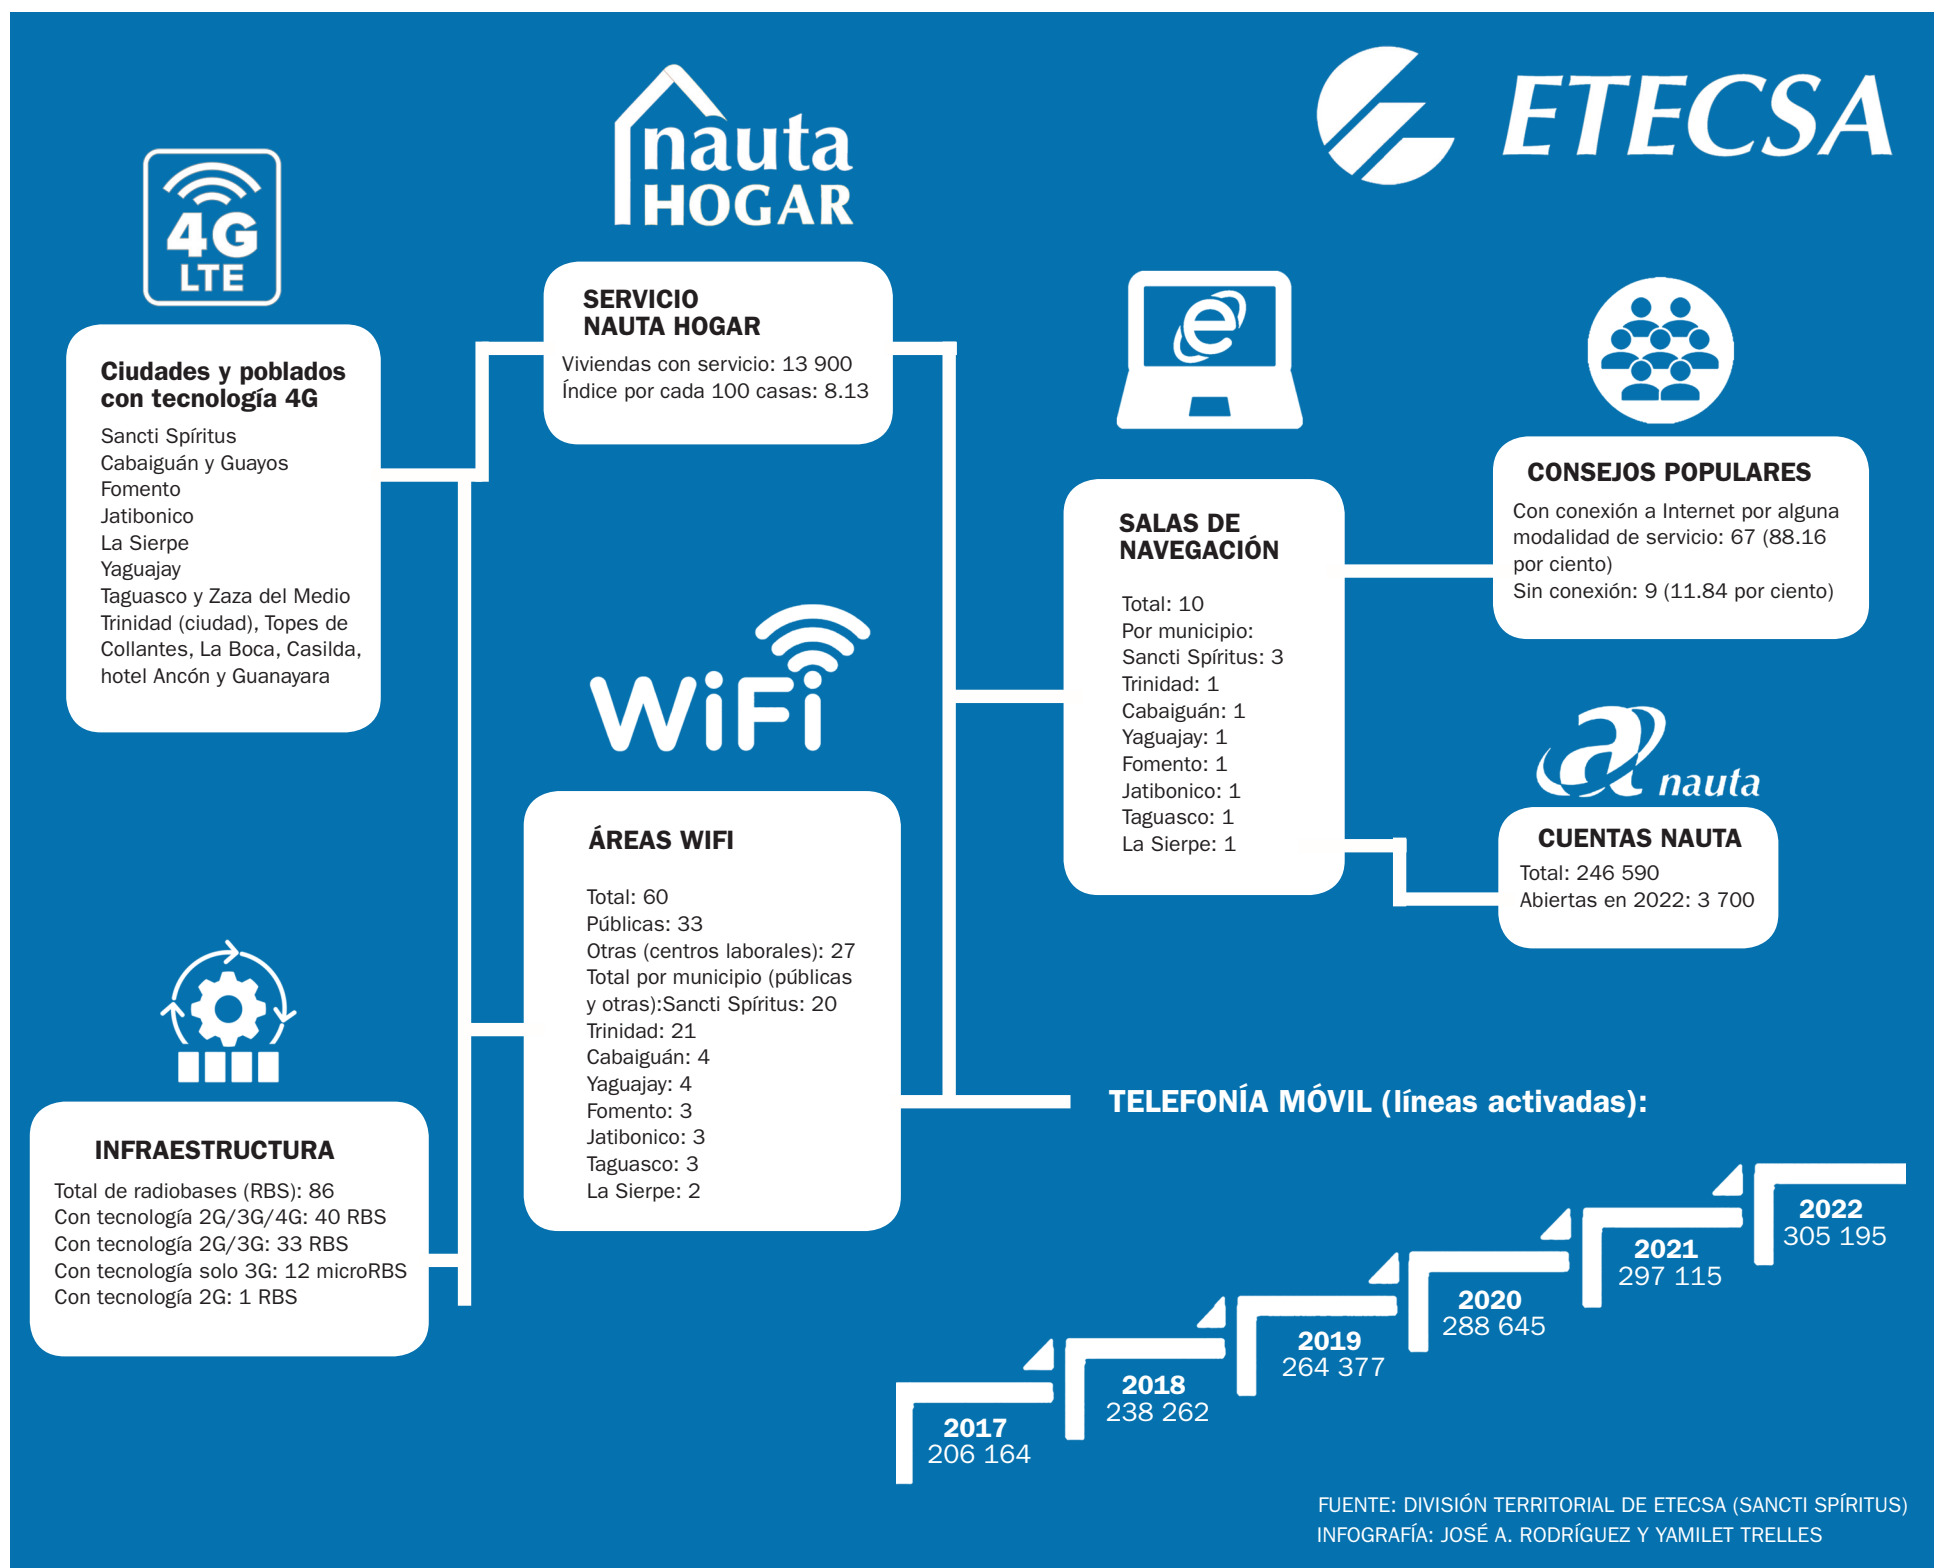 ETECSA
nauta
HOGAR
4G
LTE
Ciudades y poblados
con tecnología 4G
Sancti Spíritus
Cabaiguán y Guayos
Fomento
Jatibonico
La Sierpe
Yaguajay
Taguasco y Zaza del Medio
Trinidad (ciudad), Topes de
Collantes, La Boca, Casilda,
hotel Ancón y Guanayara
SERVICIO
NAUTA HOGAR
Viviendas con servicio: 13 900
Índice por cada 100 casas: 8.13
WiFi
ÁREAS WIFI
Total: 60
Públicas: 33
Otras (centros laborales): 27
Total por municipio (públicas
y otras):Sancti Spíritus: 20
Trinidad: 21
Cabaiguán: 4
Yaguajay: 4
Fomento: 3
Jatibonico: 3
Taguasco: 3
La Sierpe: 2
INFRAESTRUCTURA
Total de radiobases (RBS): 86
Con tecnología 2G/3G/4G: 40 RBS
Con tecnología 2G/3G: 33 RBS
Con tecnología solo 3G: 12 microRBS
Con tecnología 2G: 1 RBS
e
SALAS DE
NAVEGACIÓN
Total: 10
Por municipio:
Sancti Spíritus: 3
Trinidad: 1
Cabaiguán: 1
Yaguajay: 1
Fomento: 1
Jatibonico: 1
Taguasco: 1
La Sierpe: 1
CONSEJOS POPULARES
Con conexión a Internet por alguna
modalidad de servicio: 67 (88.16
por ciento)
Sin conexión: 9 (11.84 por ciento)
a nauta
CUENTAS NAUTA
Total: 246 590
Abiertas en 2022: 3 700
TELEFONÍA MÓVIL (líneas activadas):
2017
206 164
2018
238 262
2019
264 377
2020
288 645
2021
297 115
2022
305 195
FUENTE: DIVISIÓN TERRITORIAL DE ETECSA (SANCTI SPÍRITUS)
INFOGRAFÍA: JOSÉ A. RODRÍGUEZ Y YAMILET TRELLES